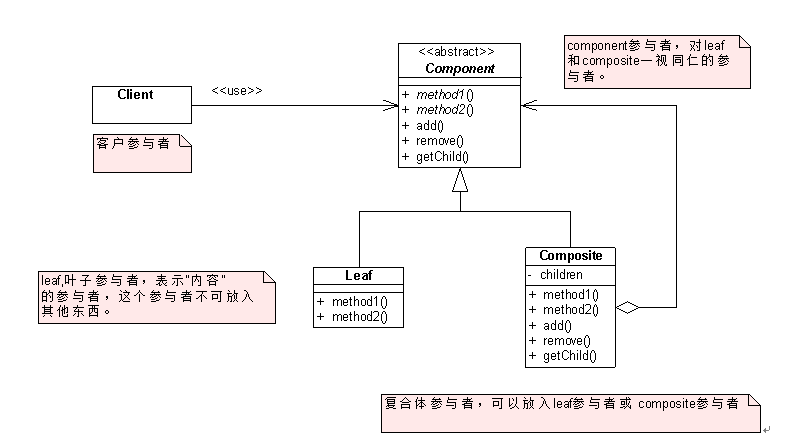 <<abstract>>
Component
+ method1()
+ method2()
+ add()
+ remove()
+ getChild()
component参与者，对leaf
和composite一视同仁的参
与者。
Client
<<use>>
客户参与者
leaf,叶子参与者，表示"内容"
的参与者，这个参与者不可放入
其他东西。
Leaf
+ method1()
+ method2()
Composite
- children
+ method1()
+ method2()
+ add()
+ remove()
+ getChild()
复合体参与者，可以放入leaf参与者或 composite参与者